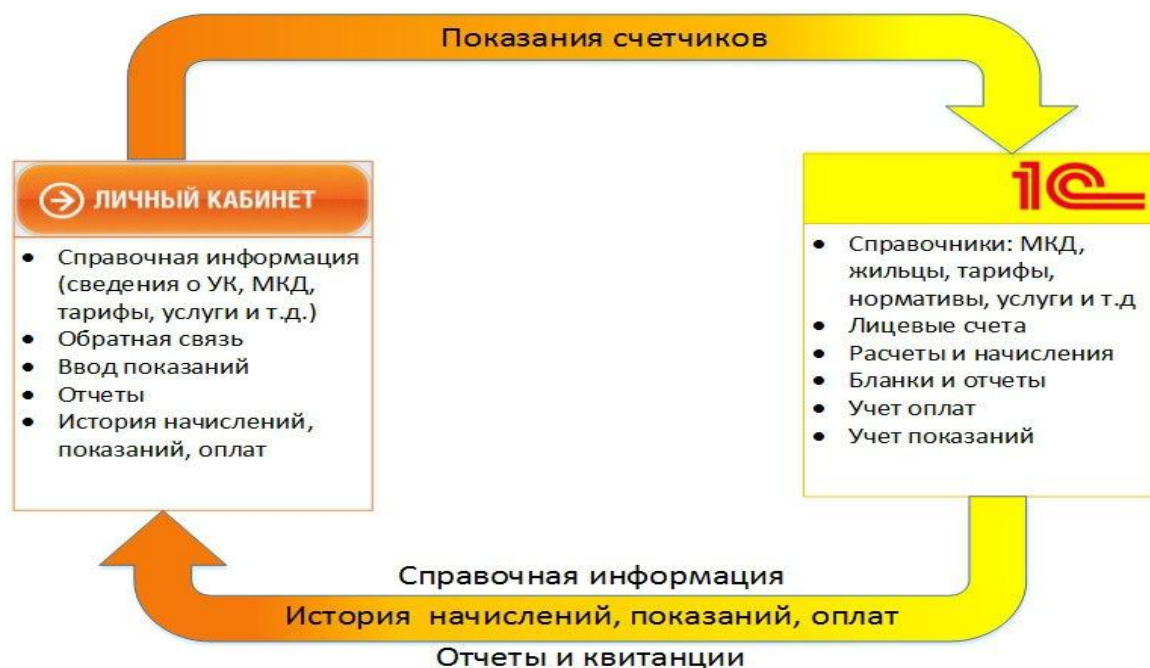 Показания счетчиков
ЛИЧНЫЙ КАБИНЕТ
• Справочная информация
(сведения о УК, МКД,
тарифы, услуги и т.д.)
• Обратная связь
• Ввод показаний
• Отчеты
• История начислений,
показаний, оплат
1С
• Справочники: МКД,
жильцы, тарифы,
нормативы, услуги и т.д
• Лицевые счета
• Расчеты и начисления
• Бланки и отчеты
• Учет оплат
• Учет показаний
Справочная информация
История начислений, показаний, оплат
Отчеты и квитанции